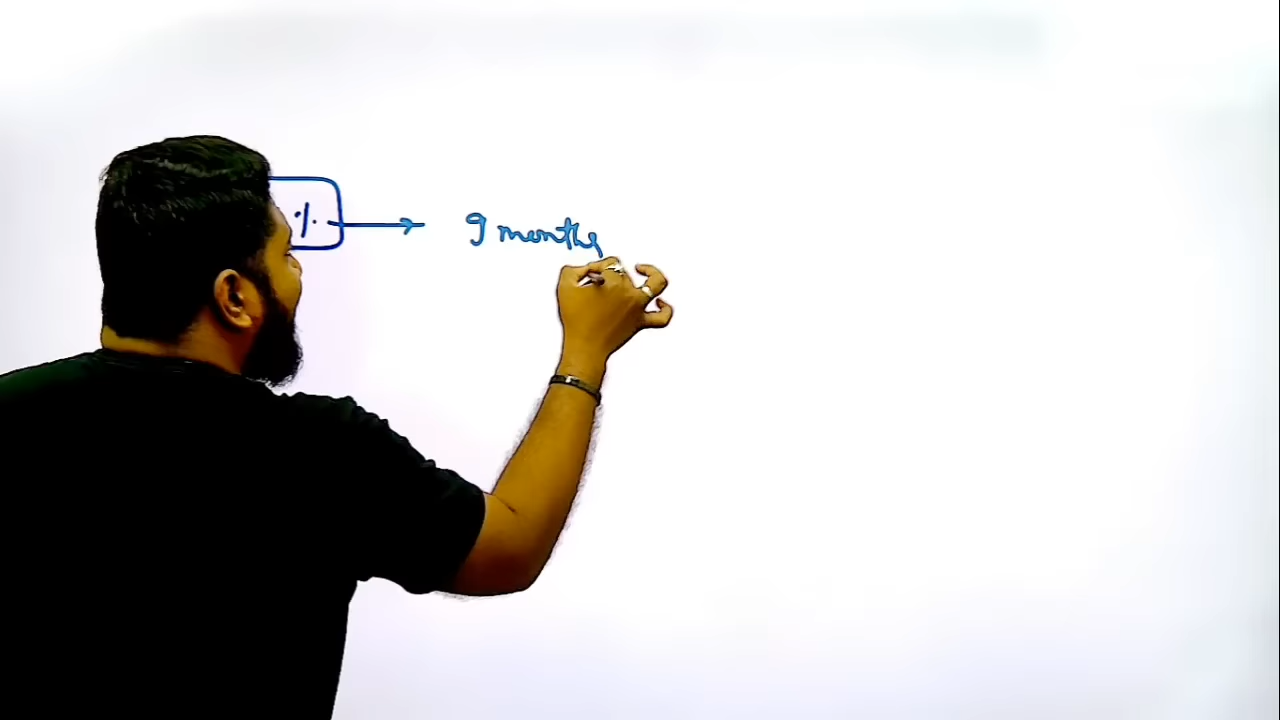 % → 9 months